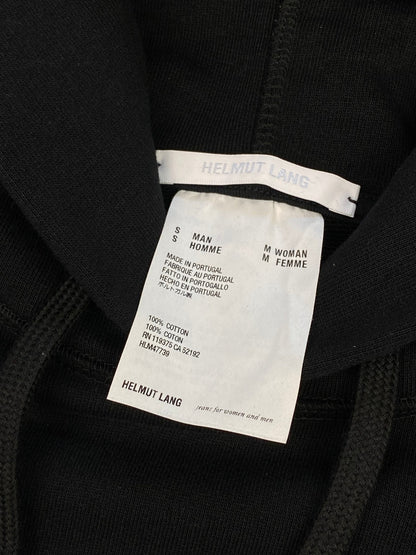 HELMUT LANG
S MAN M WOMAN
S HOMME M FEMME
MADE IN PORTUGAL
FABRIQUE AU PORTUGAL
FATTO IN PORTOGALLO
HECHO EN PORTUGAL
ポルトガル製
100% COTTON
100% COTON
RN 119375 CA 52192
HLM47739
HELMUT LANG jeans for women and men